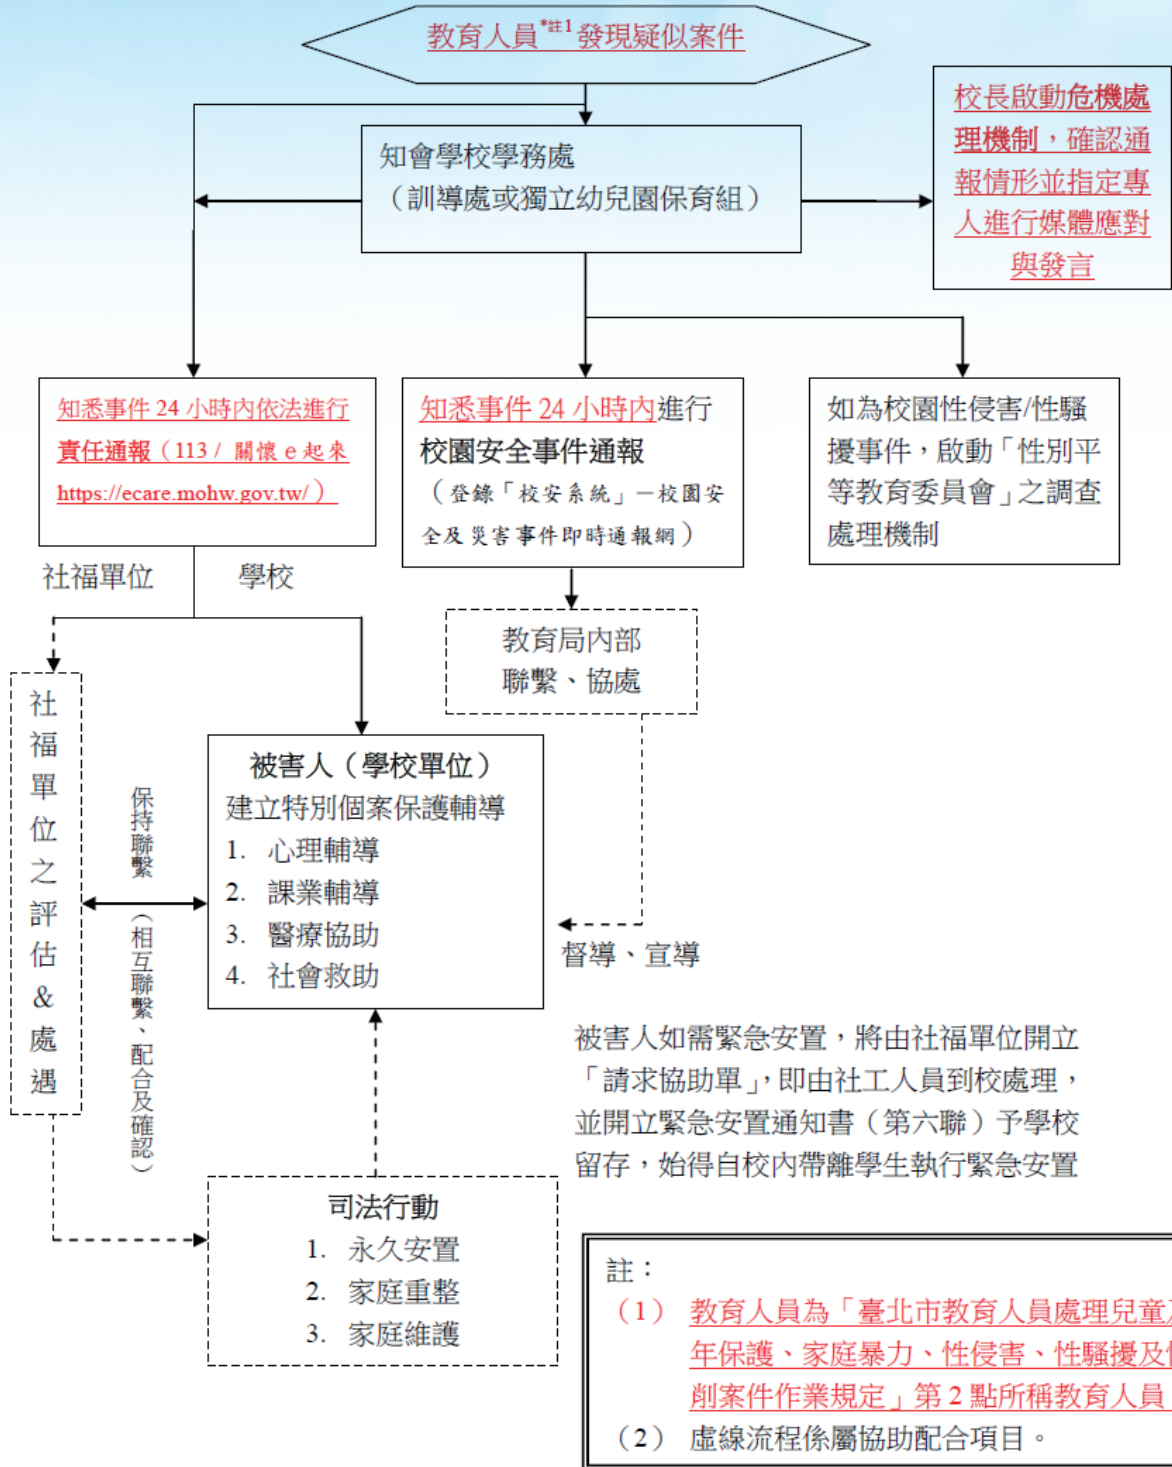 教育人員*註1發現疑似案件
知會學校學務處
（訓導處或獨立幼兒園保育組）
校長啟動危機處
理機制，確認通
報情形並指定專
人進行媒體應對
與發言
知悉事件 24 小時內依法進行
責任通報（113 / 關懷 e 起來
https://ecare.mohw.gov.tw/）
知悉事件 24 小時內進行
校園安全事件通報
（登錄「校安系統」－校園安
全及災害事件即時通報網）
如為校園性侵害/性騷
擾事件，啟動「性別平
等教育委員會」之調查
處理機制
社福單位
學校
教育局內部
聯繫、協處
社福單位之評估&處遇
保持聯繫（相互聯繫、配合及確認）
被害人（學校單位）
建立特別個案保護輔導
1. 心理輔導
2. 課業輔導
3. 醫療協助
4. 社會救助
督導、宣導
被害人如需緊急安置，將由社福單位開立
「請求協助單」，即由社工人員到校處理，
並開立緊急安置通知書（第六聯）予學校
留存，始得自校內帶離學生執行緊急安置
司法行動
1. 永久安置
2. 家庭重整
3. 家庭維護
註：
（1） 教育人員為「臺北市教育人員處理兒童及
年保護、家庭暴力、性侵害、性騷擾及
削案件作業規定」第 2 點所稱教育人員
（2） 虛線流程係屬協助配合項目。